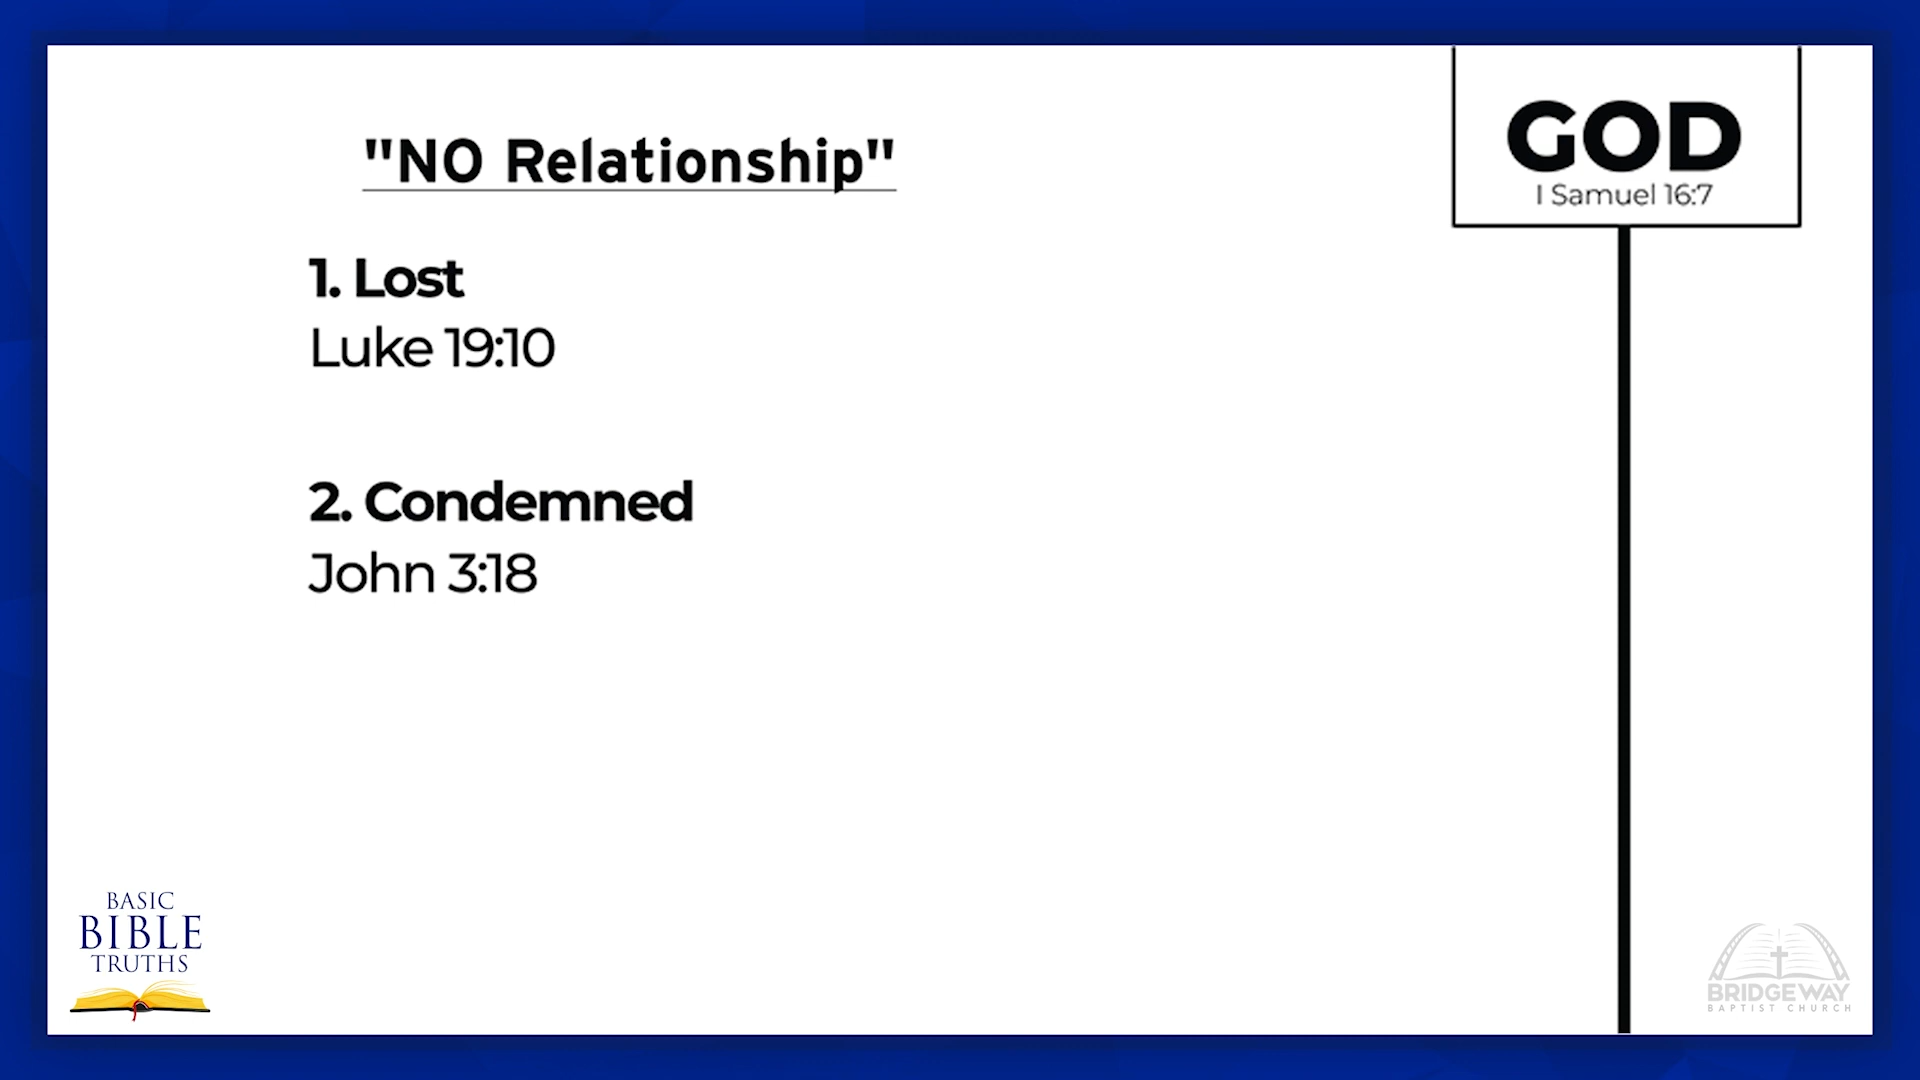 "NO Relationship"
1. Lost
Luke 19:10
2. Condemned
John 3:18
GOD
I Samuel 16:7
BASIC
BIBLE
TRUTHS
BRIDGEWAY
BAPTIST CHURCH